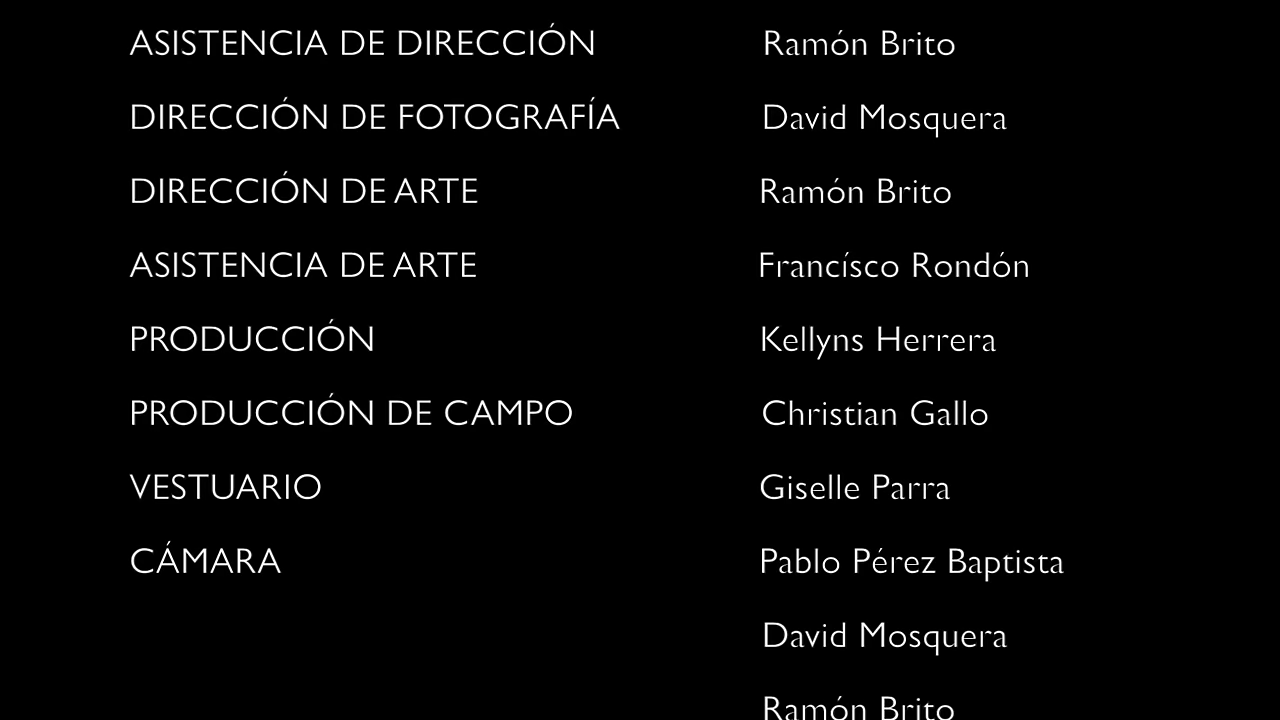 ASISTENCIA DE DIRECCIÓN Ramón Brito
DIRECCIÓN DE FOTOGRAFÍA David Mosquera
DIRECCIÓN DE ARTE Ramón Brito
ASISTENCIA DE ARTE Francísco Rondón
PRODUCCIÓN Kellyns Herrera
PRODUCCIÓN DE CAMPO Christian Gallo
VESTUARIO Giselle Parra
CÁMARA Pablo Pérez Baptista
David Mosquera
Ramón Brito